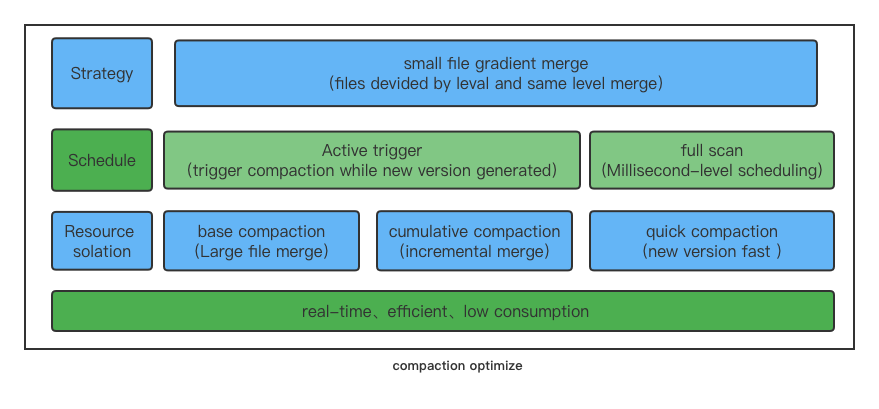 Strategy
small file gradient merge
(files devided by leval and same level merge)
Schedule
Active trigger
(trigger compaction while new version generated)
full scan
(Millisecond-level scheduling)
Resource
solation
base compaction
(Large file merge)
cumulative compaction
(incremental merge)
quick compaction
(new version fast )
real-time、efficient、low consumption
compaction optimize